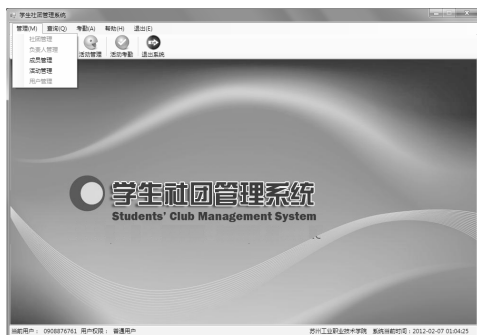 学生社团管理系统
管理(M) 查询(Q) 考勤(A) 帮助(H) 退出(E)
社团管理
负责人管理
成员管理
活动管理
用户管理
活动管理 活动考勤 退出系统
学生社团管理系统
Students' Club Management System
当前用户： 0908876761 用户权限： 普通用户 苏州工业职业技术学院 系统当前时间：2012-02-07 01:04:25